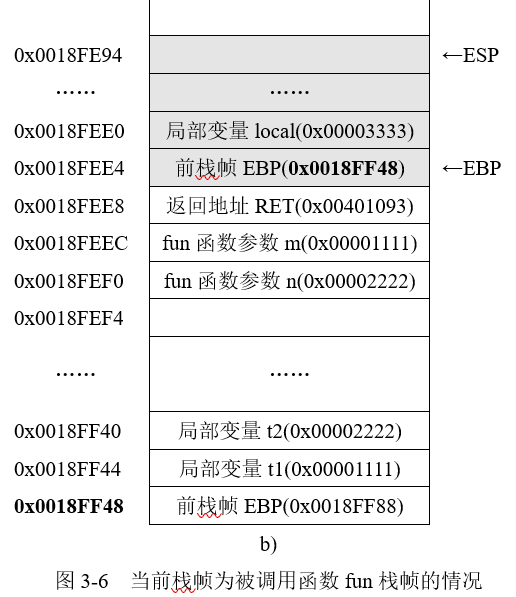 0x0018FE94 ←ESP
…… ……
0x0018FEE0 局部变量 local(0x00003333)
0x0018FEE4 前栈帧 EBP(0x0018FF48) ←EBP
0x0018FEE8 返回地址 RET(0x00401093)
0x0018FEEC fun 函数参数 m(0x00001111)
0x0018FEF0 fun 函数参数 n(0x00002222)
0x0018FEF4
…… ……
0x0018FF40 局部变量 t2(0x00002222)
0x0018FF44 局部变量 t1(0x00001111)
0x0018FF48 前栈帧 EBP(0x0018FF88)
b)
图 3-6 当前栈帧为被调用函数 fun 栈帧的情况